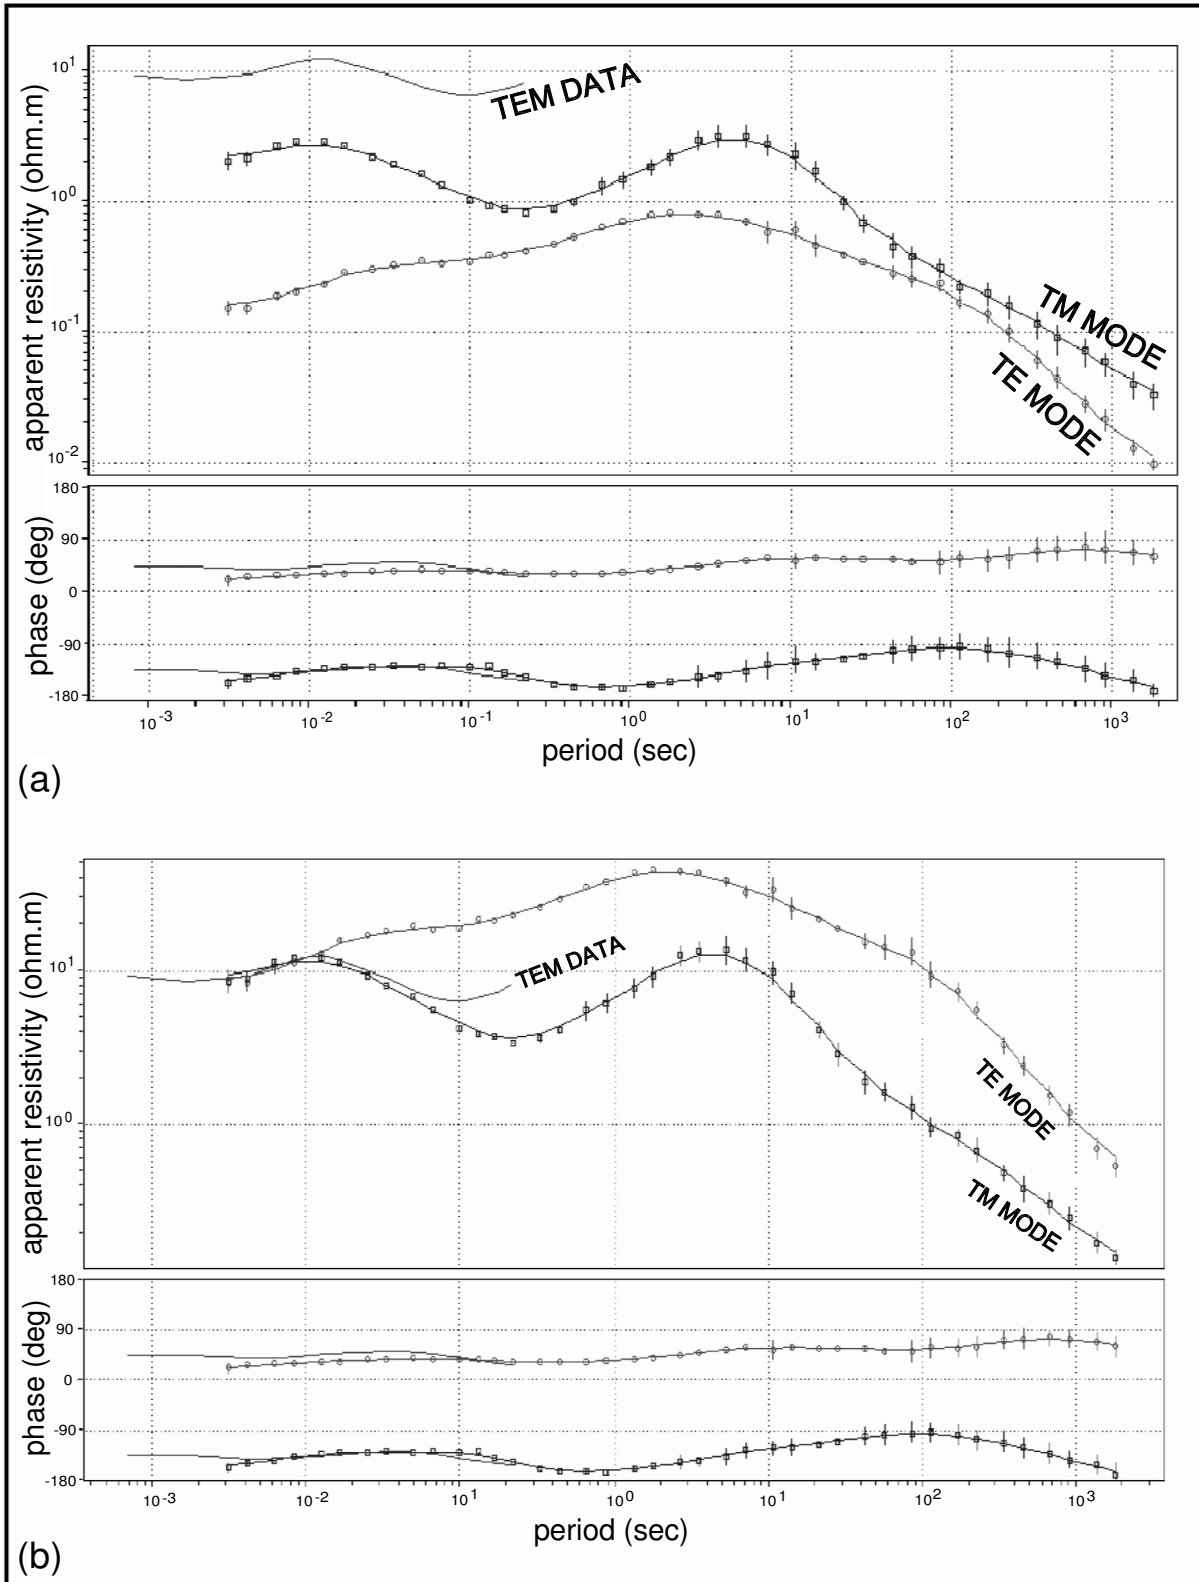 apparent resistivity (ohm.m)
10^1
10^0
10^-1
10^-2
TEM DATA
TM MODE
TE MODE
phase (deg)
180
90
0
-90
-180
10^-3
10^-2
10^-1
10^0
10^1
10^2
10^3
period (sec)
(a)
apparent resistivity (ohm.m)
10^1
10^0
TEM DATA
TE MODE
TM MODE
phase (deg)
180
90
0
-90
-180
10^-3
10^-2
10^-1
10^0
10^1
10^2
10^3
period (sec)
(b)